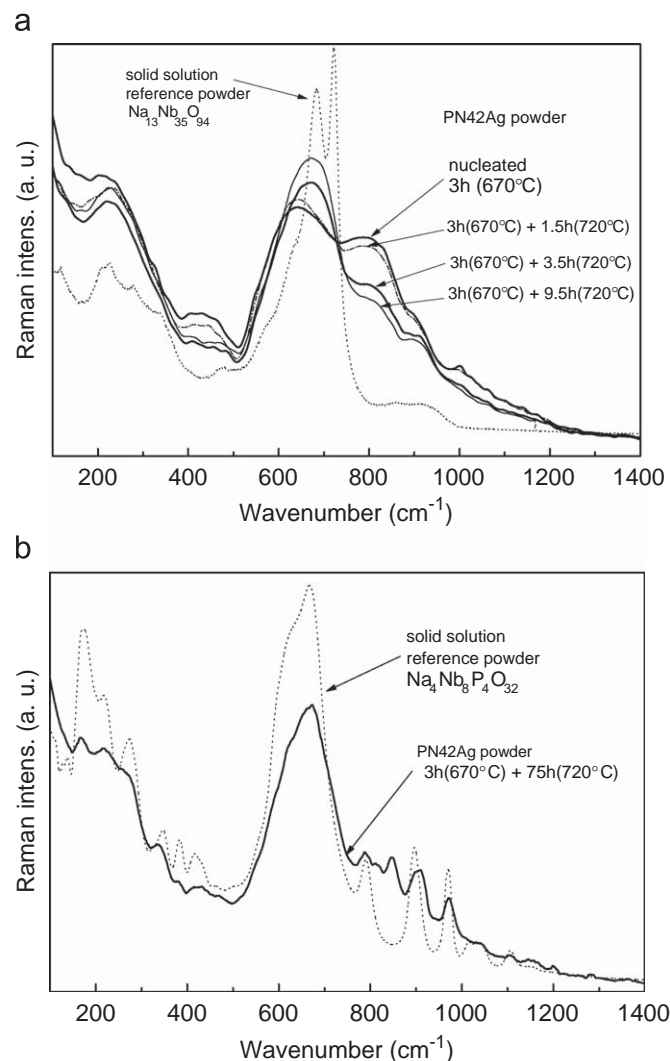 a
solid solution
reference powder
Na13Nb35O94
PN42Ag powder
nucleated
3h (670°C)
3h(670°C) + 1.5h(720°C)
3h(670°C) + 3.5h(720°C)
3h(670°C) + 9.5h(720°C)
Raman intens. (a. u.)
200 400 600 800 1000 1200 1400
Wavenumber (cm-1)
b
solid solution
reference powder
Na4Nb8P4O32
PN42Ag powder
3h(670°C) + 75h(720°C)
Raman intens. (a. u.)
200 400 600 800 1000 1200 1400
Wavenumber (cm-1)